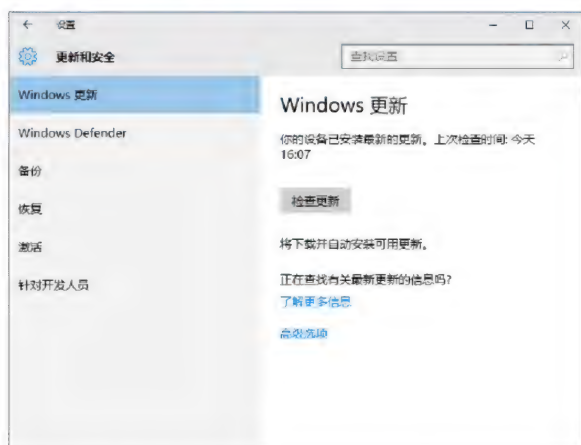 设置
更新和安全
查找设置
Windows 更新
Windows Defender
备份
恢复
激活
针对开发人员
Windows 更新
你的设备已安装最新的更新。上次检查时间: 今天
16:07
检查更新
将下载并自动安装可用更新。
正在查找有关最新更新的信息吗?
了解更多信息
高级选项